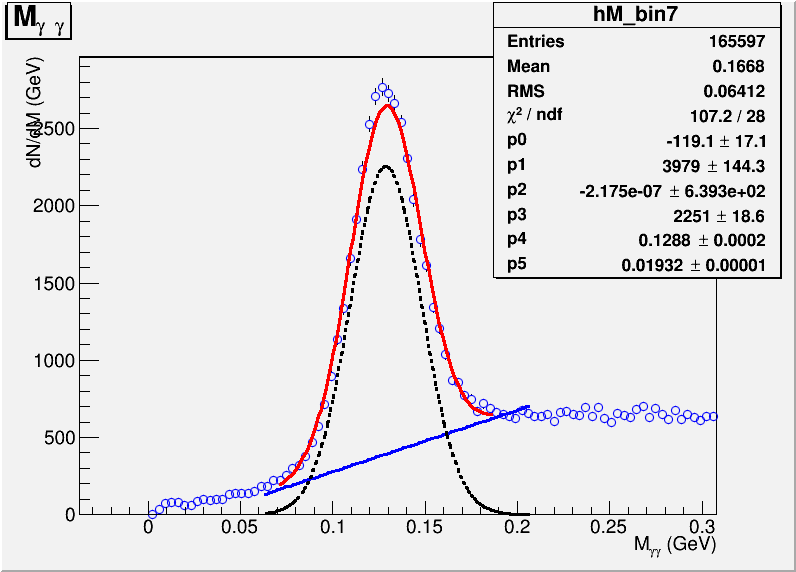 M γ γ
hM_bin7
Entries 165597
Mean 0.1668
RMS 0.06412
χ² / ndf 107.2 / 28
p0 -119.1 ± 17.1
p1 3979 ± 144.3
p2 -2.175e-07 ± 6.393e+02
p3 2251 ± 18.6
p4 0.1288 ± 0.0002
p5 0.01932 ± 0.00001
dN/dM (GeV)
2500
2000
1500
1000
500
0
0 0.05 0.1 0.15 0.2 0.25 0.3
Mγγ (GeV)